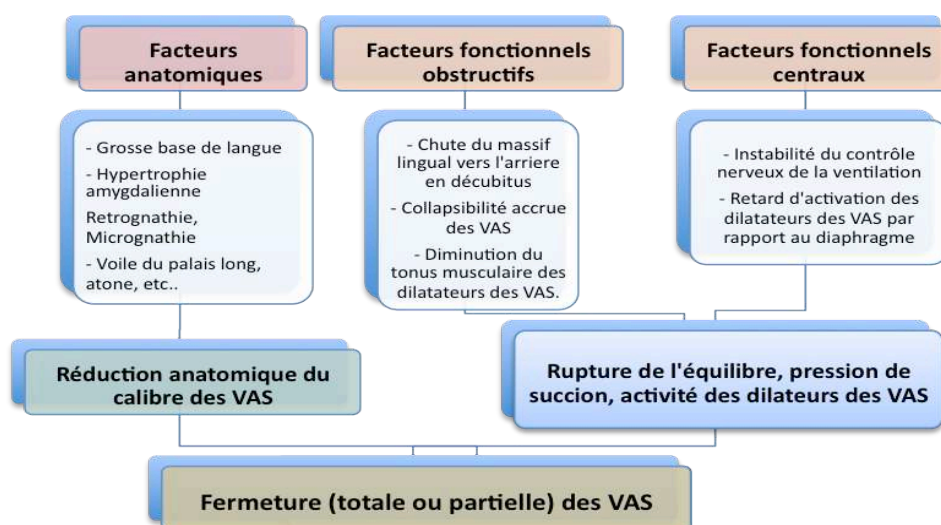 Facteurs
anatomiques
Facteurs fonctionnels
obstructifs
Facteurs fonctionnels
centraux
- Grosse base de langue
- Hypertrophie
amygdalienne
Retrognathie,
Micrognathie
- Voile du palais long,
atone, etc..
- Chute du massif
lingual vers l'arriere
en décubitus
- Collapsibilité accrue
des VAS
- Diminution du
tonus musculaire des
dilatateurs des VAS.
- Instabilité du contrôle
nerveux de la ventilation
- Retard d'activation des
dilatateurs des VAS par
rapport au diaphragme
Réduction anatomique du
calibre des VAS
Rupture de l'équilibre, pression de
succion, activité des dilateurs des VAS
Fermeture (totale ou partielle) des VAS